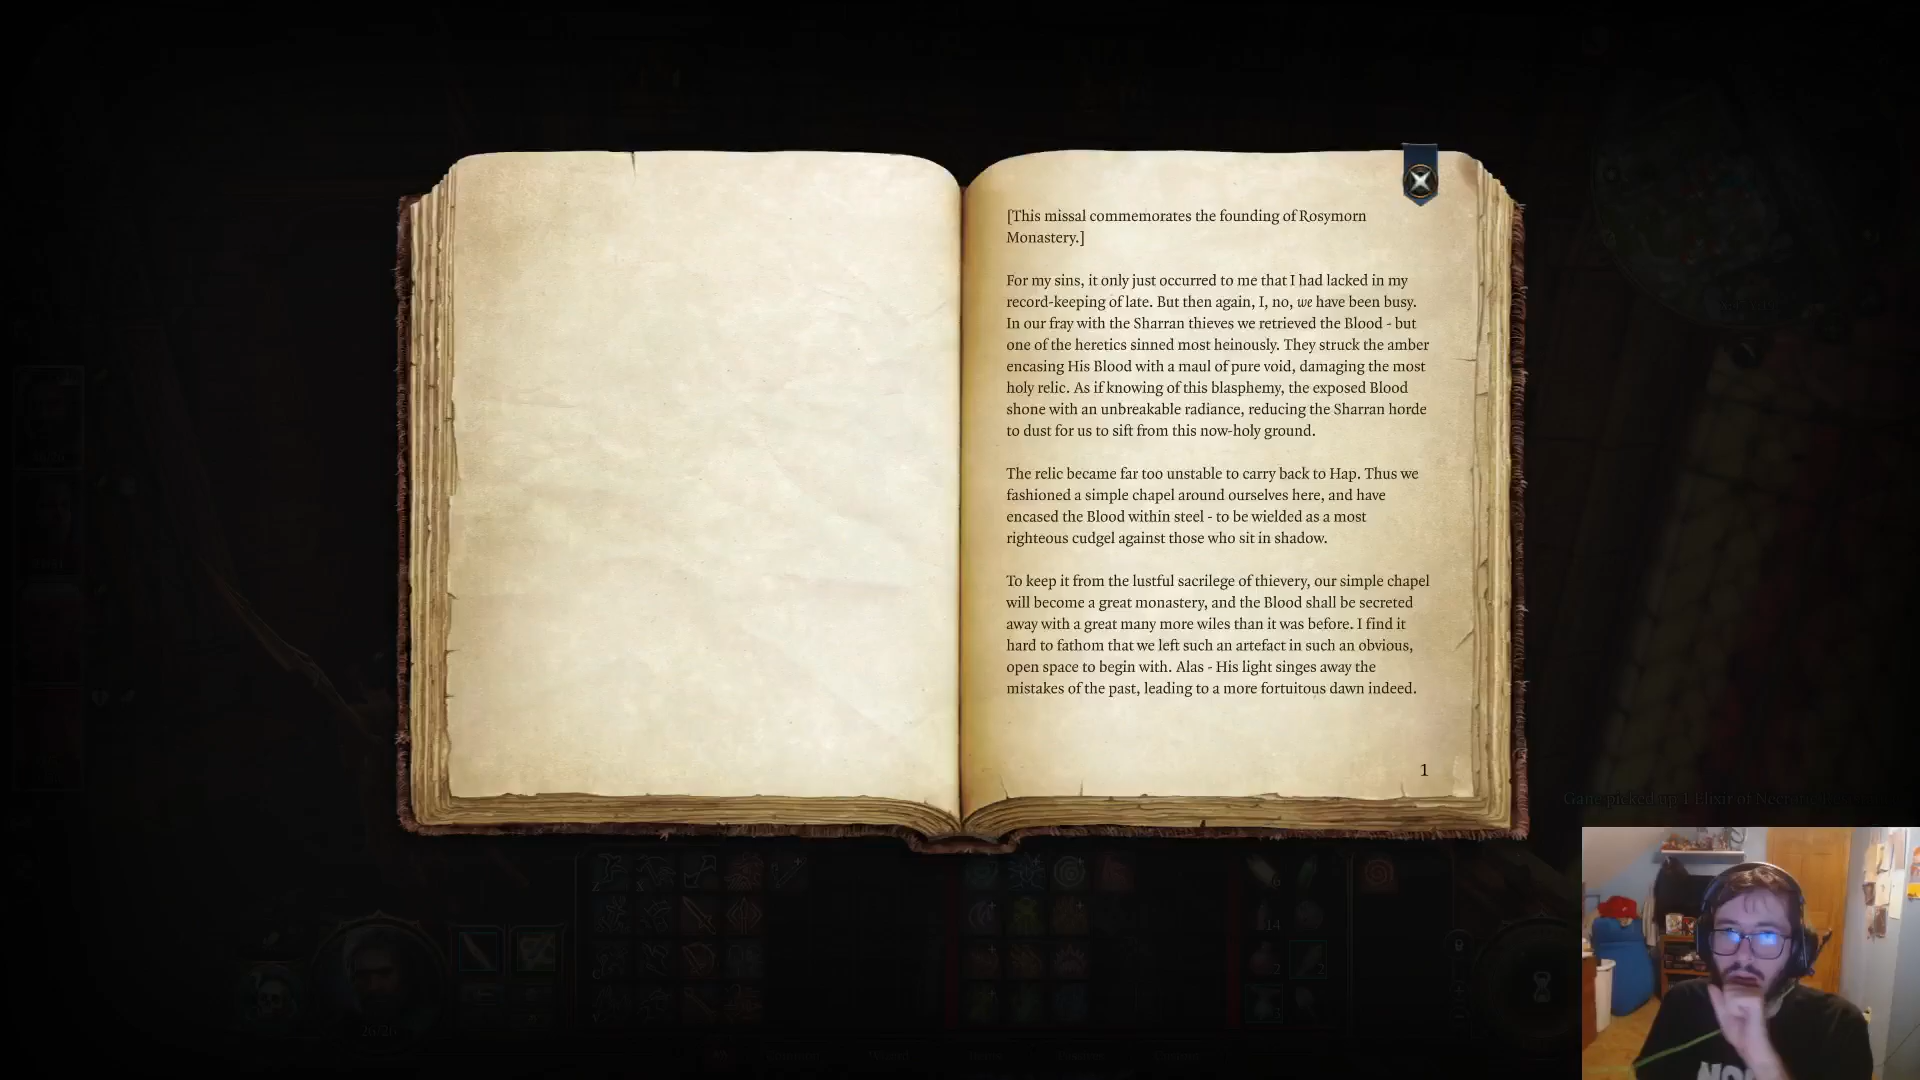 [This missal commemorates the founding of Rosymorn
Monastery.]
For my sins, it only just occurred to me that I had lacked in my
record-keeping of late. But then again, I, no, we have been busy.
In our fray with the Sharran thieves we retrieved the Blood - but
one of the heretics sinned most heinously. They struck the amber
encasing His Blood with a maul of pure void, damaging the most
holy relic. As if knowing of this blasphemy, the exposed Blood
shone with an unbreakable radiance, reducing the Sharran horde
to dust for us to sift from this now-holy ground.
The relic became far too unstable to carry back to Hap. Thus we
fashioned a simple chapel around ourselves here, and have
encased the Blood within steel - to be wielded as a most
righteous cudgel against those who sit in shadow.
To keep it from the lustful sacrilege of thievery, our simple chapel
will become a great monastery, and the Blood shall be secreted
away with a great many more wiles than it was before. I find it
hard to fathom that we left such an artefact in such an obvious,
open space to begin with. Alas - His light singes away the
mistakes of the past, leading to a more fortuitous dawn indeed.
1
picked up 1 Elixir of
6
14
2
2